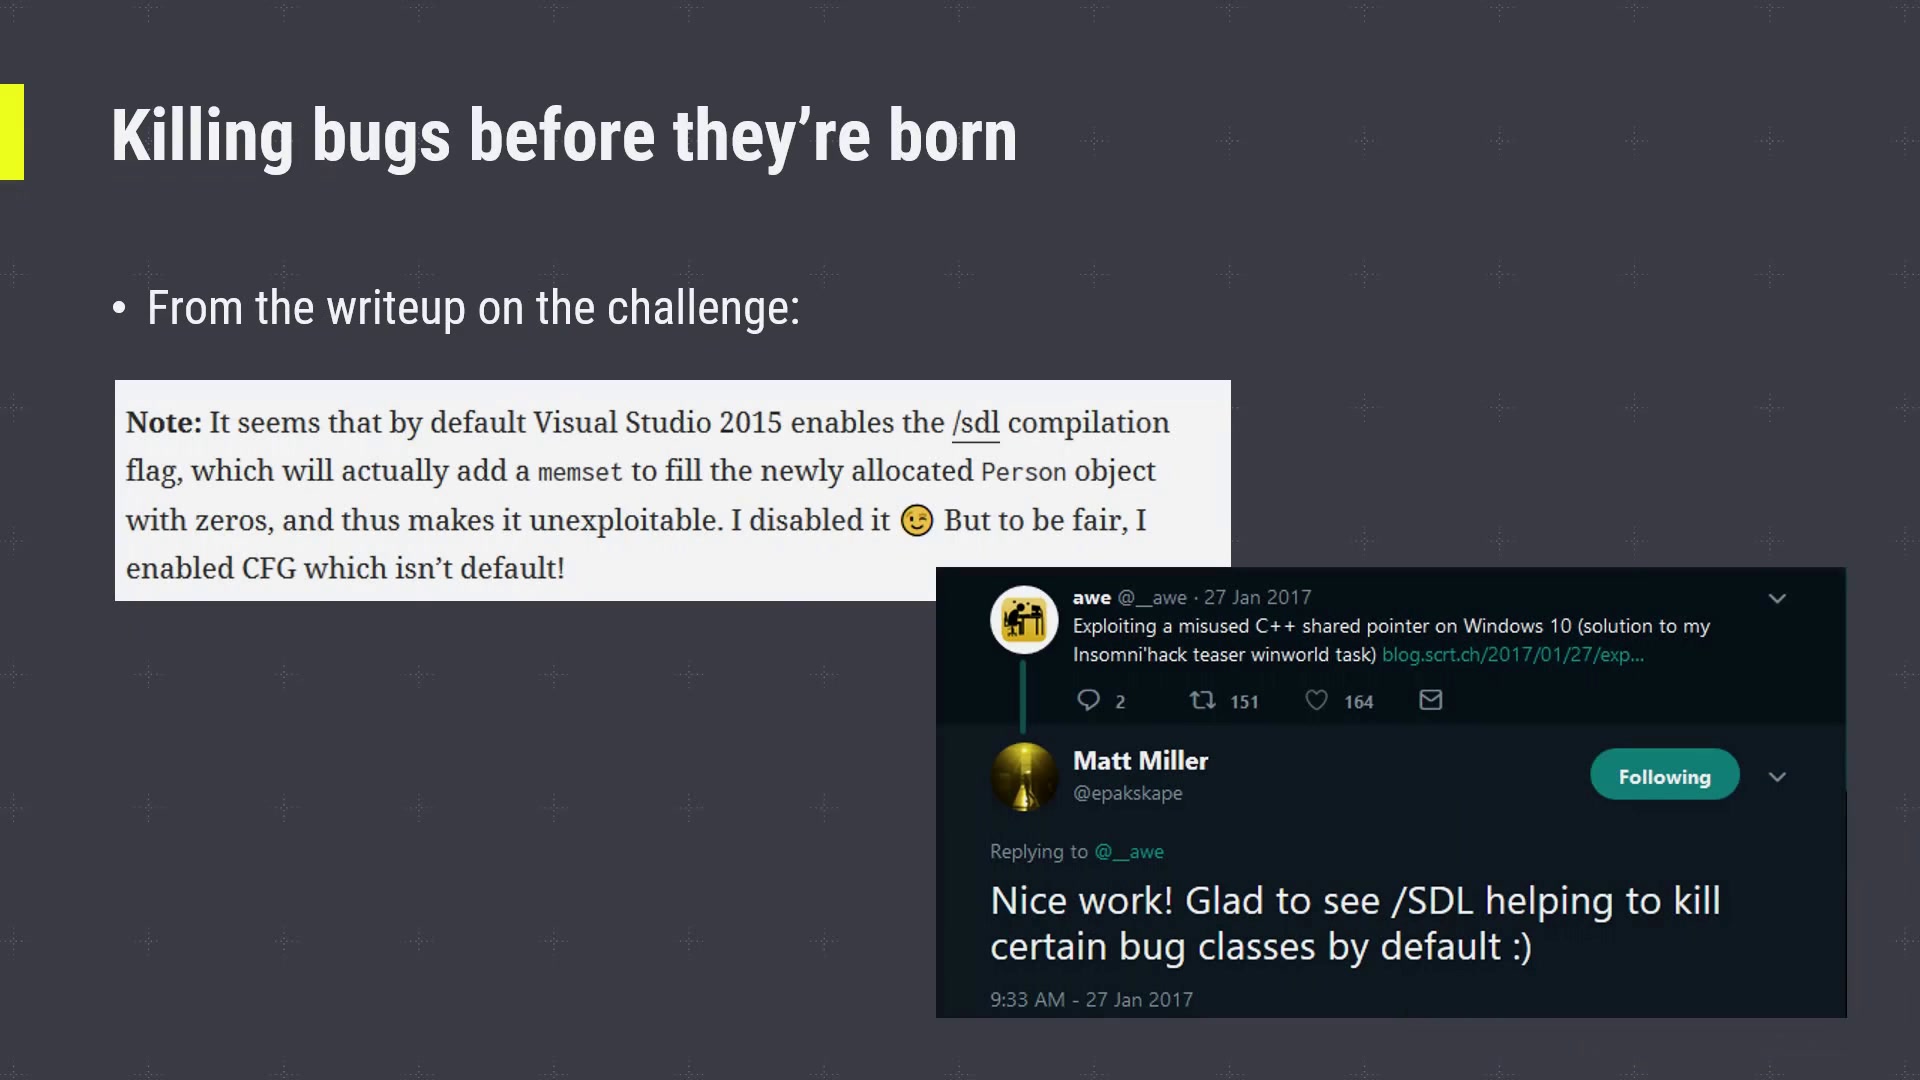 Killing bugs before they’re born
• From the writeup on the challenge:
Note: It seems that by default Visual Studio 2015 enables the /sdl compilation
flag, which will actually add a memset to fill the newly allocated Person object
with zeros, and thus makes it unexploitable. I disabled it 😉 But to be fair, I
enabled CFG which isn’t default!
awe @__awe · 27 Jan 2017
Exploiting a misused C++ shared pointer on Windows 10 (solution to my
Insomni'hack teaser winworld task) blog.scrt.ch/2017/01/27/exp...
2 151 164
Matt Miller
@epakskape
Following
Replying to @__awe
Nice work! Glad to see /SDL helping to kill
certain bug classes by default :)
9:33 AM - 27 Jan 2017